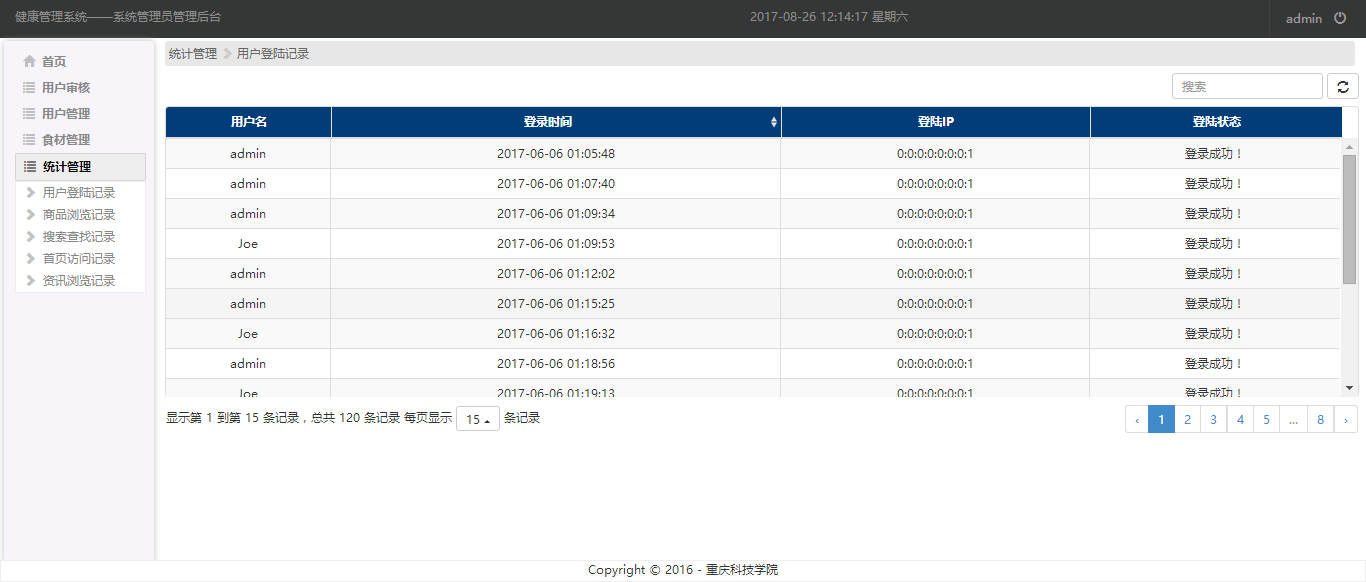 健康管理系统——系统管理员管理后台 2017-08-26 12:14:17 星期六 admin
首页
用户审核
用户管理
食材管理
统计管理
用户登陆记录
商品浏览记录
搜索查找记录
首页访问记录
资讯浏览记录
统计管理 用户登陆记录
搜索
用户名 登录时间 登陆IP 登陆状态
admin 2017-06-06 01:05:48 0:0:0:0:0:0:0:1 登录成功！
admin 2017-06-06 01:07:40 0:0:0:0:0:0:0:1 登录成功！
admin 2017-06-06 01:09:34 0:0:0:0:0:0:0:1 登录成功！
Joe 2017-06-06 01:09:53 0:0:0:0:0:0:0:1 登录成功！
admin 2017-06-06 01:12:02 0:0:0:0:0:0:0:1 登录成功！
admin 2017-06-06 01:15:25 0:0:0:0:0:0:0:1 登录成功！
Joe 2017-06-06 01:16:32 0:0:0:0:0:0:0:1 登录成功！
admin 2017-06-06 01:18:56 0:0:0:0:0:0:0:1 登录成功！
Joe 2017-06-06 01:19:13 0:0:0:0:0:0:0:1 登录成功！
显示第 1 到第 15 条记录，总共 120 条记录 每页显示 15 条记录 ‹ 1 2 3 4 5 ... 8 ›
Copyright © 2016 - 重庆科技学院